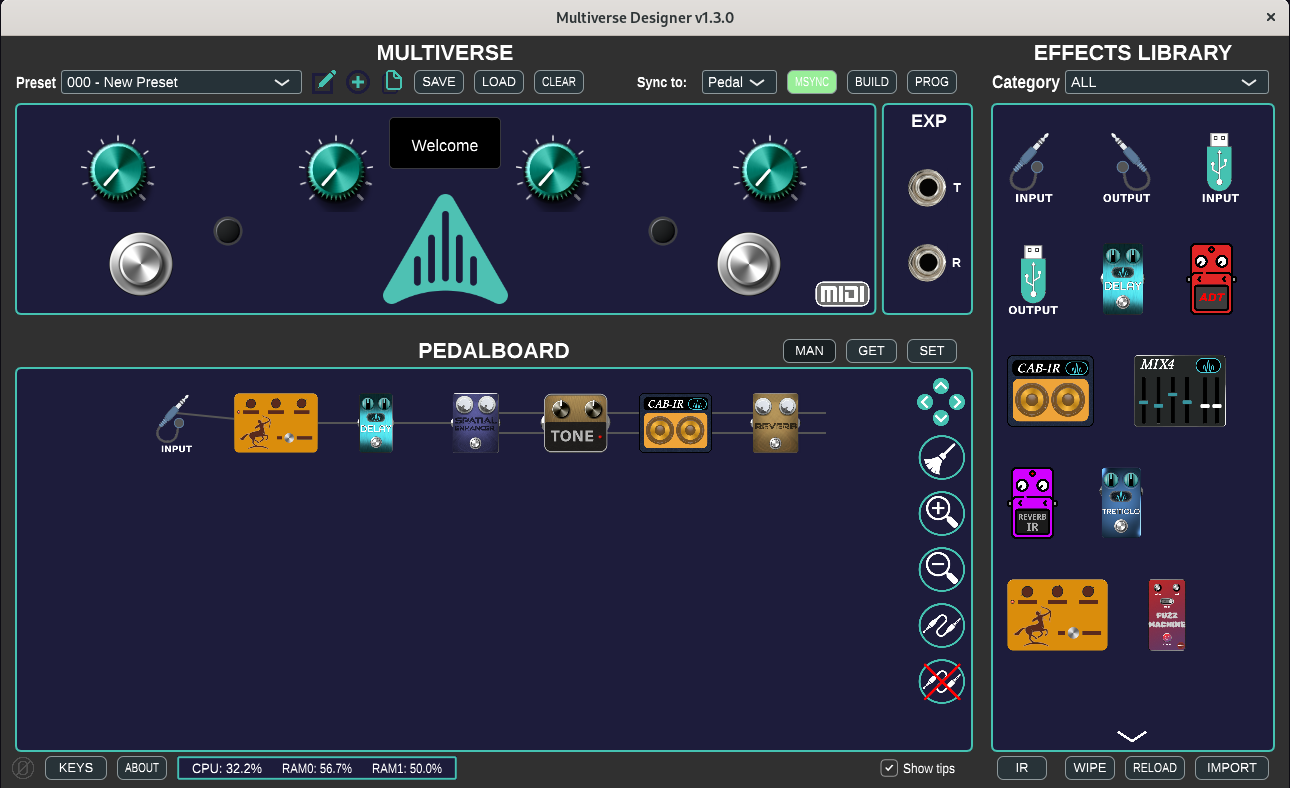 Multiverse Designer v1.3.0
MULTIVERSE
EFFECTS LIBRARY
Preset 000 - New Preset SAVE LOAD CLEAR Sync to: Pedal MSYNC BUILD PROG
Category ALL
Welcome
EXP
T
R
MIDI
INPUT OUTPUT INPUT
OUTPUT DELAY ADT
CAB-IR MIX4
REVERB IR
FUZZ MACHINE
PEDALBOARD
MAN GET SET
INPUT DELAY SPATIAL ENHANCER TONE CAB-IR REVERB
KEYS ABOUT CPU: 32.2% RAM0: 56.7% RAM1: 50.0% Show tips
IR WIPE RELOAD IMPORT